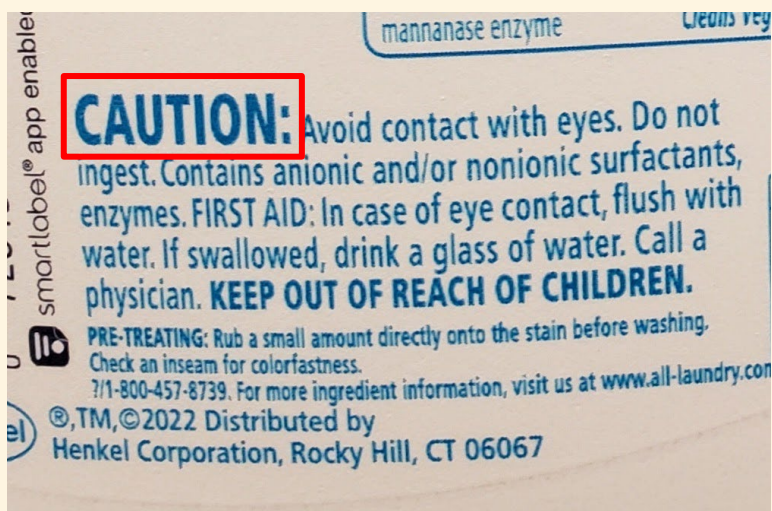 mannanase enzyme
smartlabel® app enabled
CAUTION: Avoid contact with eyes. Do not
ingest. Contains anionic and/or nonionic surfactants,
enzymes. FIRST AID: In case of eye contact, flush with
water. If swallowed, drink a glass of water. Call a
physician. KEEP OUT OF REACH OF CHILDREN.
PRE-TREATING: Rub a small amount directly onto the stain before washing.
Check an inseam for colorfastness.
?/1-800-457-8739. For more ingredient information, visit us at www.all-laundry.com
®,TM,©2022 Distributed by
Henkel Corporation, Rocky Hill, CT 06067